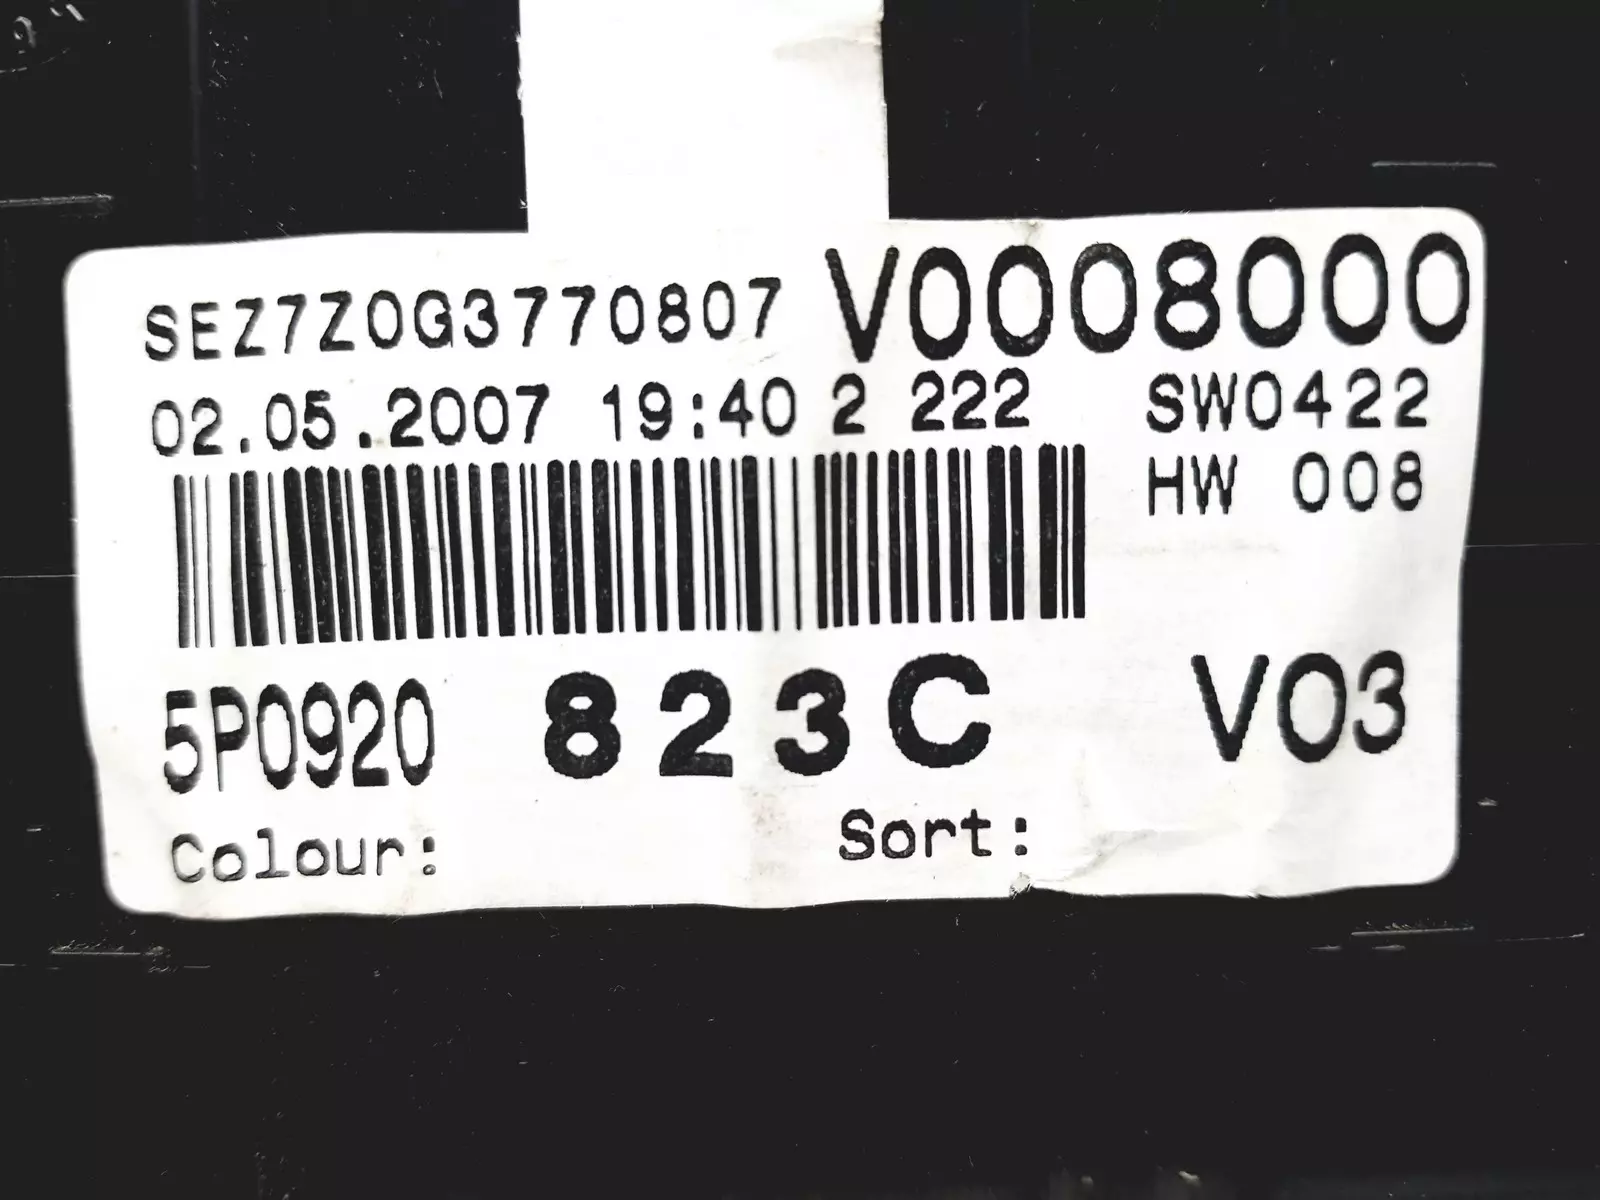 SEZ7Z0G3770807 V0008000
02.05.2007 19:40 2 222 SW0422
HW 008
5P0920 823C V03
Colour: Sort: